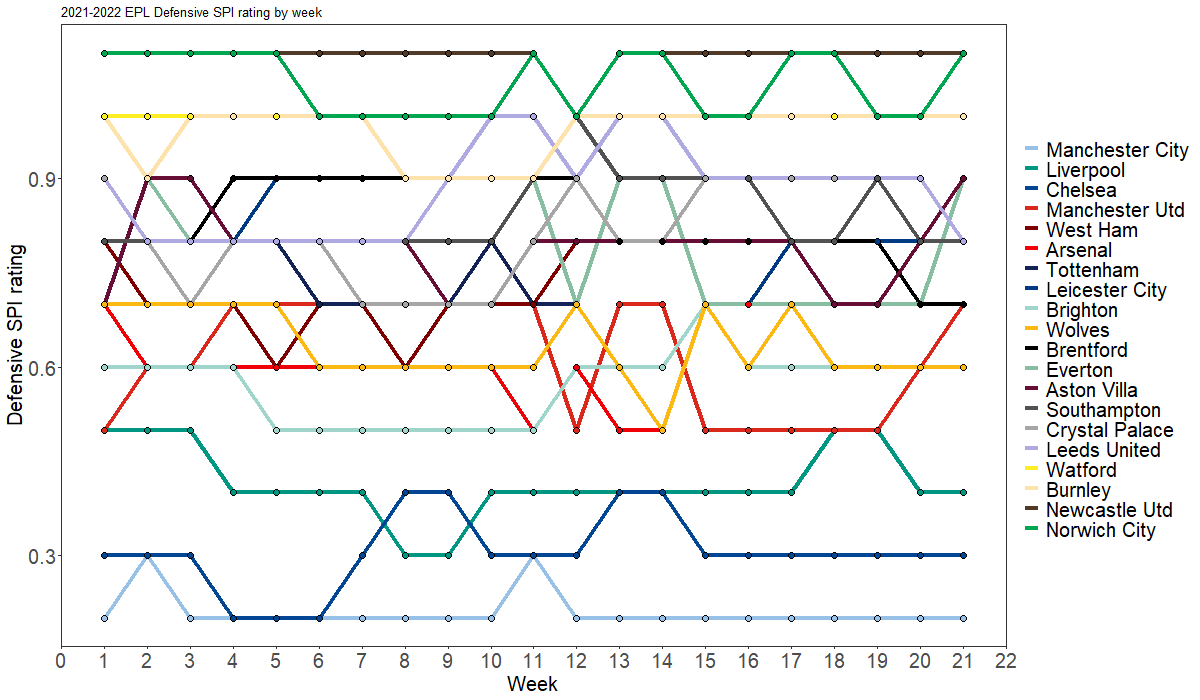 2021-2022 EPL Defensive SPI rating by week
Defensive SPI rating
0.9
0.6
0.3
0 1 2 3 4 5 6 7 8 9 10 11 12 13 14 15 16 17 18 19 20 21 22
Week
Manchester City
Liverpool
Chelsea
Manchester Utd
West Ham
Arsenal
Tottenham
Leicester City
Brighton
Wolves
Brentford
Everton
Aston Villa
Southampton
Crystal Palace
Leeds United
Watford
Burnley
Newcastle Utd
Norwich City